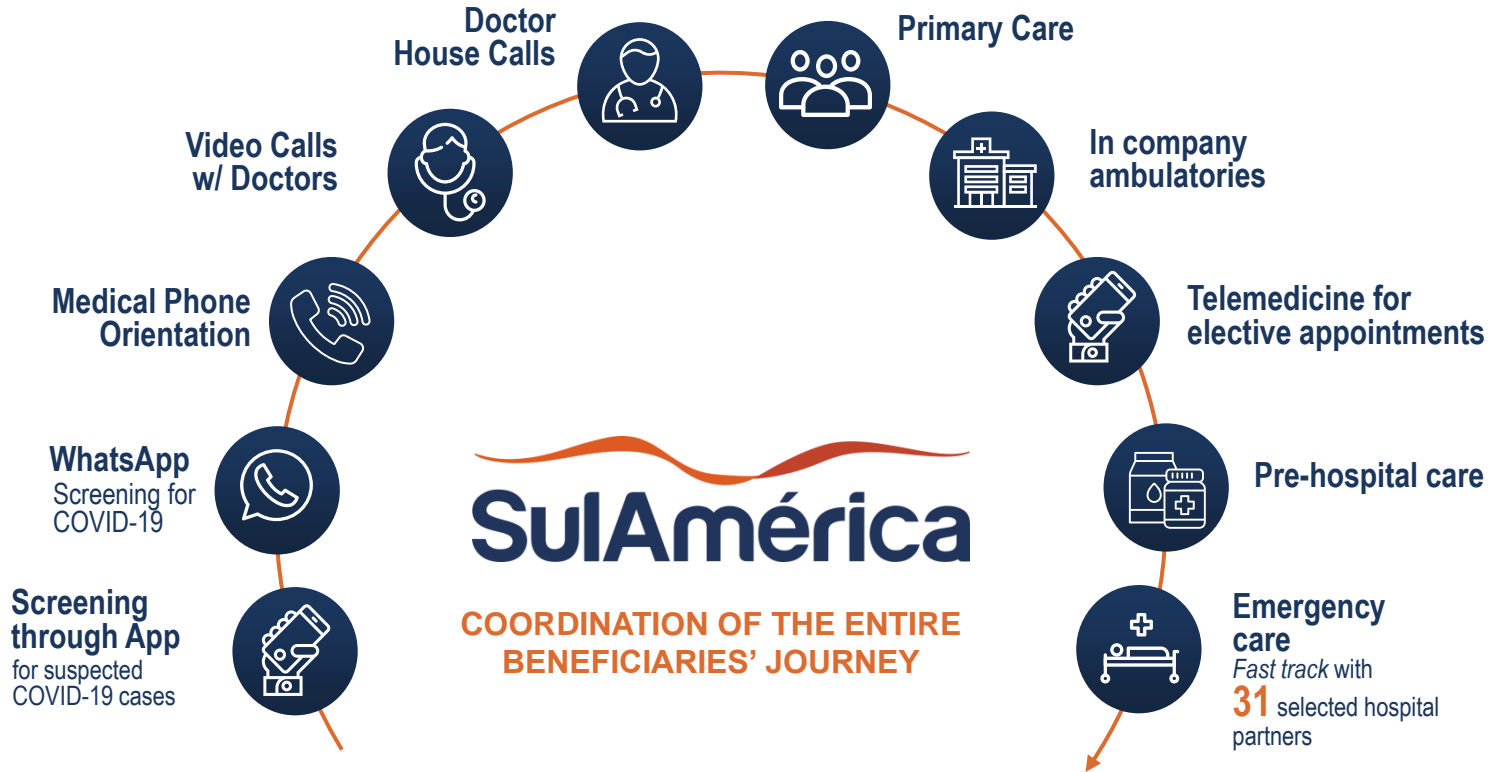 Screening
through App
for suspected
COVID-19 cases
WhatsApp
Screening for
COVID-19
Medical Phone
Orientation
Video Calls
w/ Doctors
Doctor
House Calls
Primary Care
In company
ambulatories
Telemedicine for
elective appointments
Pre-hospital care
Emergency
care
Fast track with
31 selected hospital
partners
SulAmérica
COORDINATION OF THE ENTIRE
BENEFICIARIES’ JOURNEY